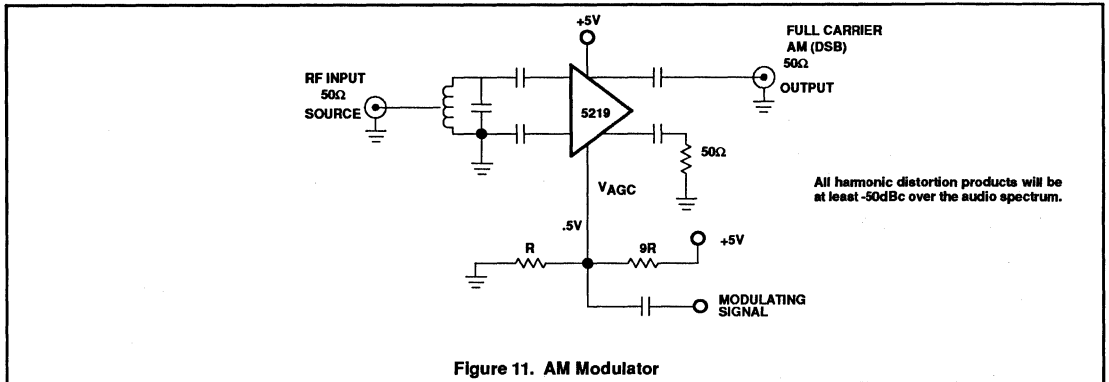 +5V
FULL CARRIER
AM (DSB)
50Ω
OUTPUT
RF INPUT
50Ω
SOURCE
5219
50Ω
All harmonic distortion products will be
at least -50dBc over the audio spectrum.
VAGC
.5V
R
9R
+5V
MODULATING
SIGNAL
Figure 11. AM Modulator